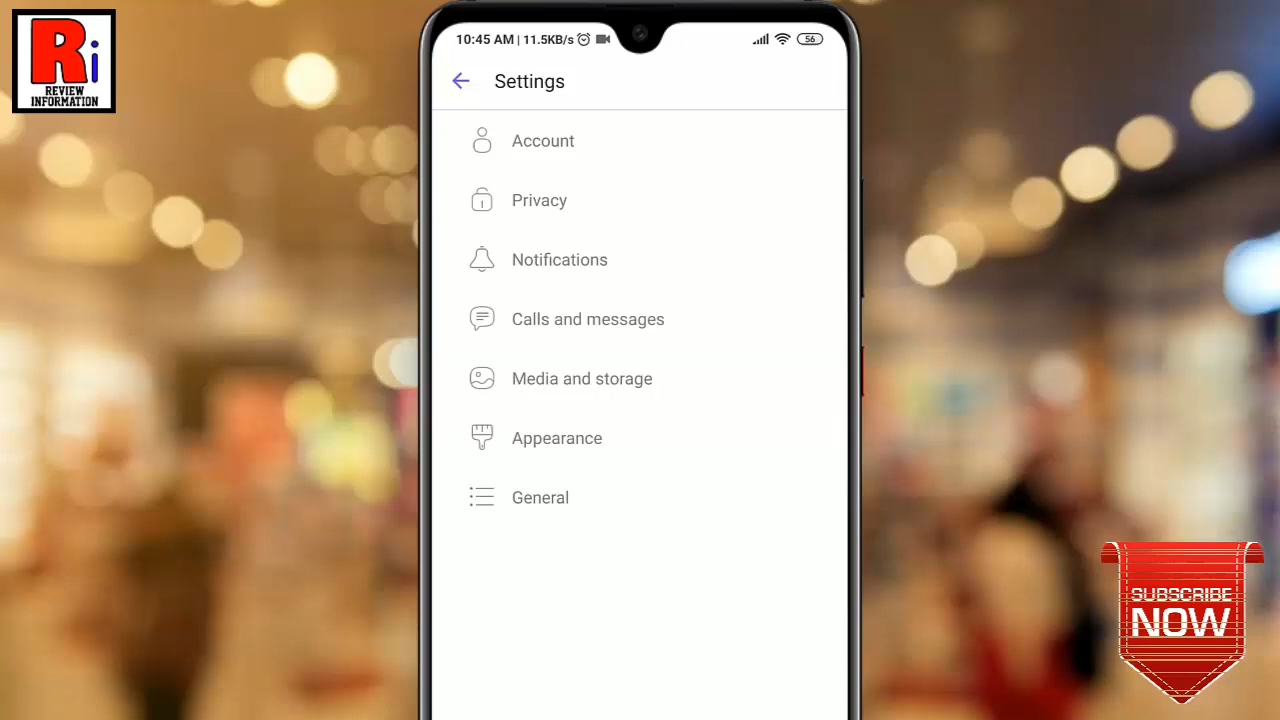 Ri
REVIEW
INFORMATION
10:45 AM | 11.5KB/s
56
Settings
Account
Privacy
Notifications
Calls and messages
Media and storage
Appearance
General
SUBSCRIBE
NOW